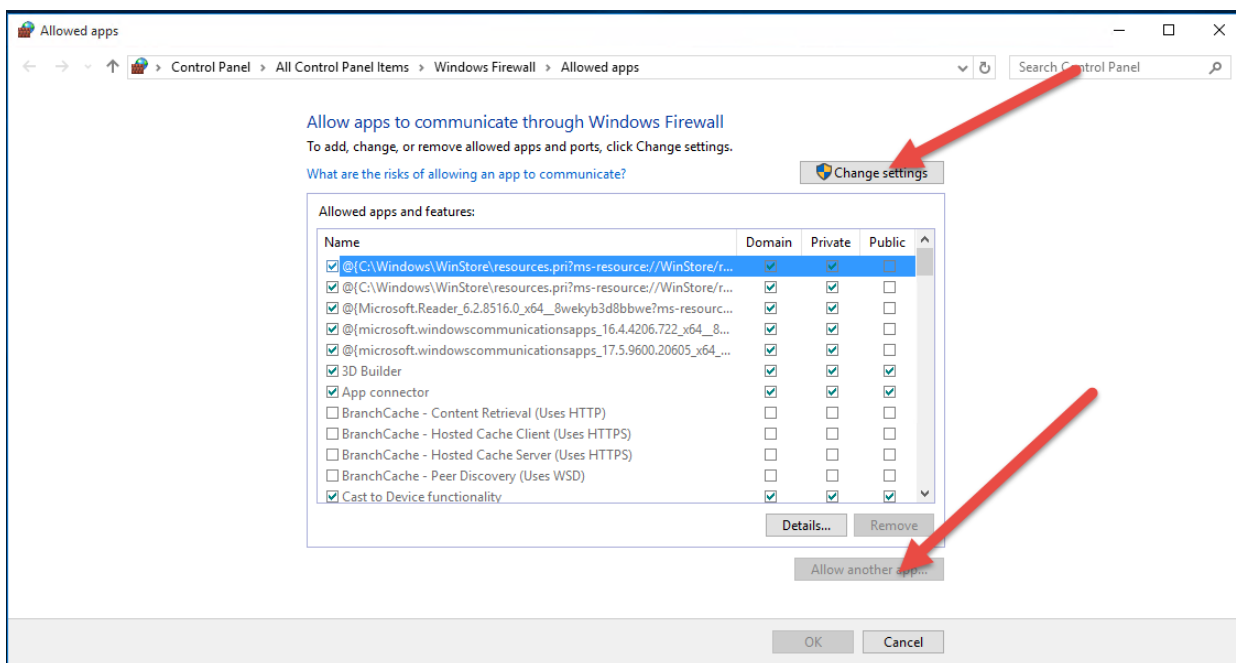 Allowed apps
Control Panel > All Control Panel Items > Windows Firewall > Allowed apps
Search Control Panel
Allow apps to communicate through Windows Firewall
To add, change, or remove allowed apps and ports, click Change settings.
What are the risks of allowing an app to communicate?
Change settings
Allowed apps and features:
Name Domain Private Public
@{C:\Windows\WinStore\resources.pri?ms-resource://WinStore/r...
@{C:\Windows\WinStore\resources.pri?ms-resource://WinStore/r...
@{Microsoft.Reader_6.2.8516.0_x64__8wekyb3d8bbwe?ms-resourc...
@{microsoft.windowscommunicationsapps_16.4.4206.722_x64__8...
@{microsoft.windowscommunicationsapps_17.5.9600.20605_x64_...
3D Builder
App connector
BranchCache - Content Retrieval (Uses HTTP)
BranchCache - Hosted Cache Client (Uses HTTPS)
BranchCache - Hosted Cache Server (Uses HTTPS)
BranchCache - Peer Discovery (Uses WSD)
Cast to Device functionality
Details... Remove
Allow another app...
OK Cancel